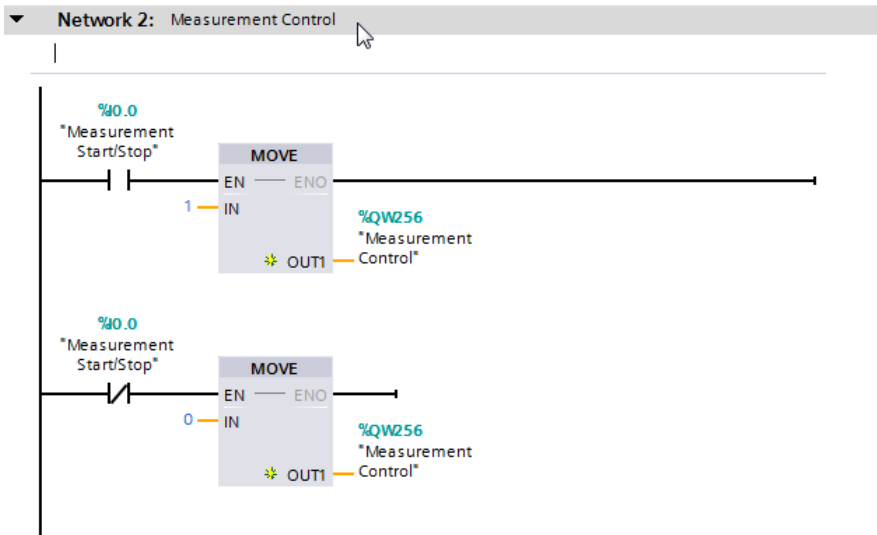 Network 2: Measurement Control
%I0.0
"Measurement
Start/Stop"
MOVE
EN ENO
1 IN
%QW256
"Measurement
OUT1 Control"
%I0.0
"Measurement
Start/Stop"
MOVE
EN ENO
0 IN
%QW256
"Measurement
OUT1 Control"